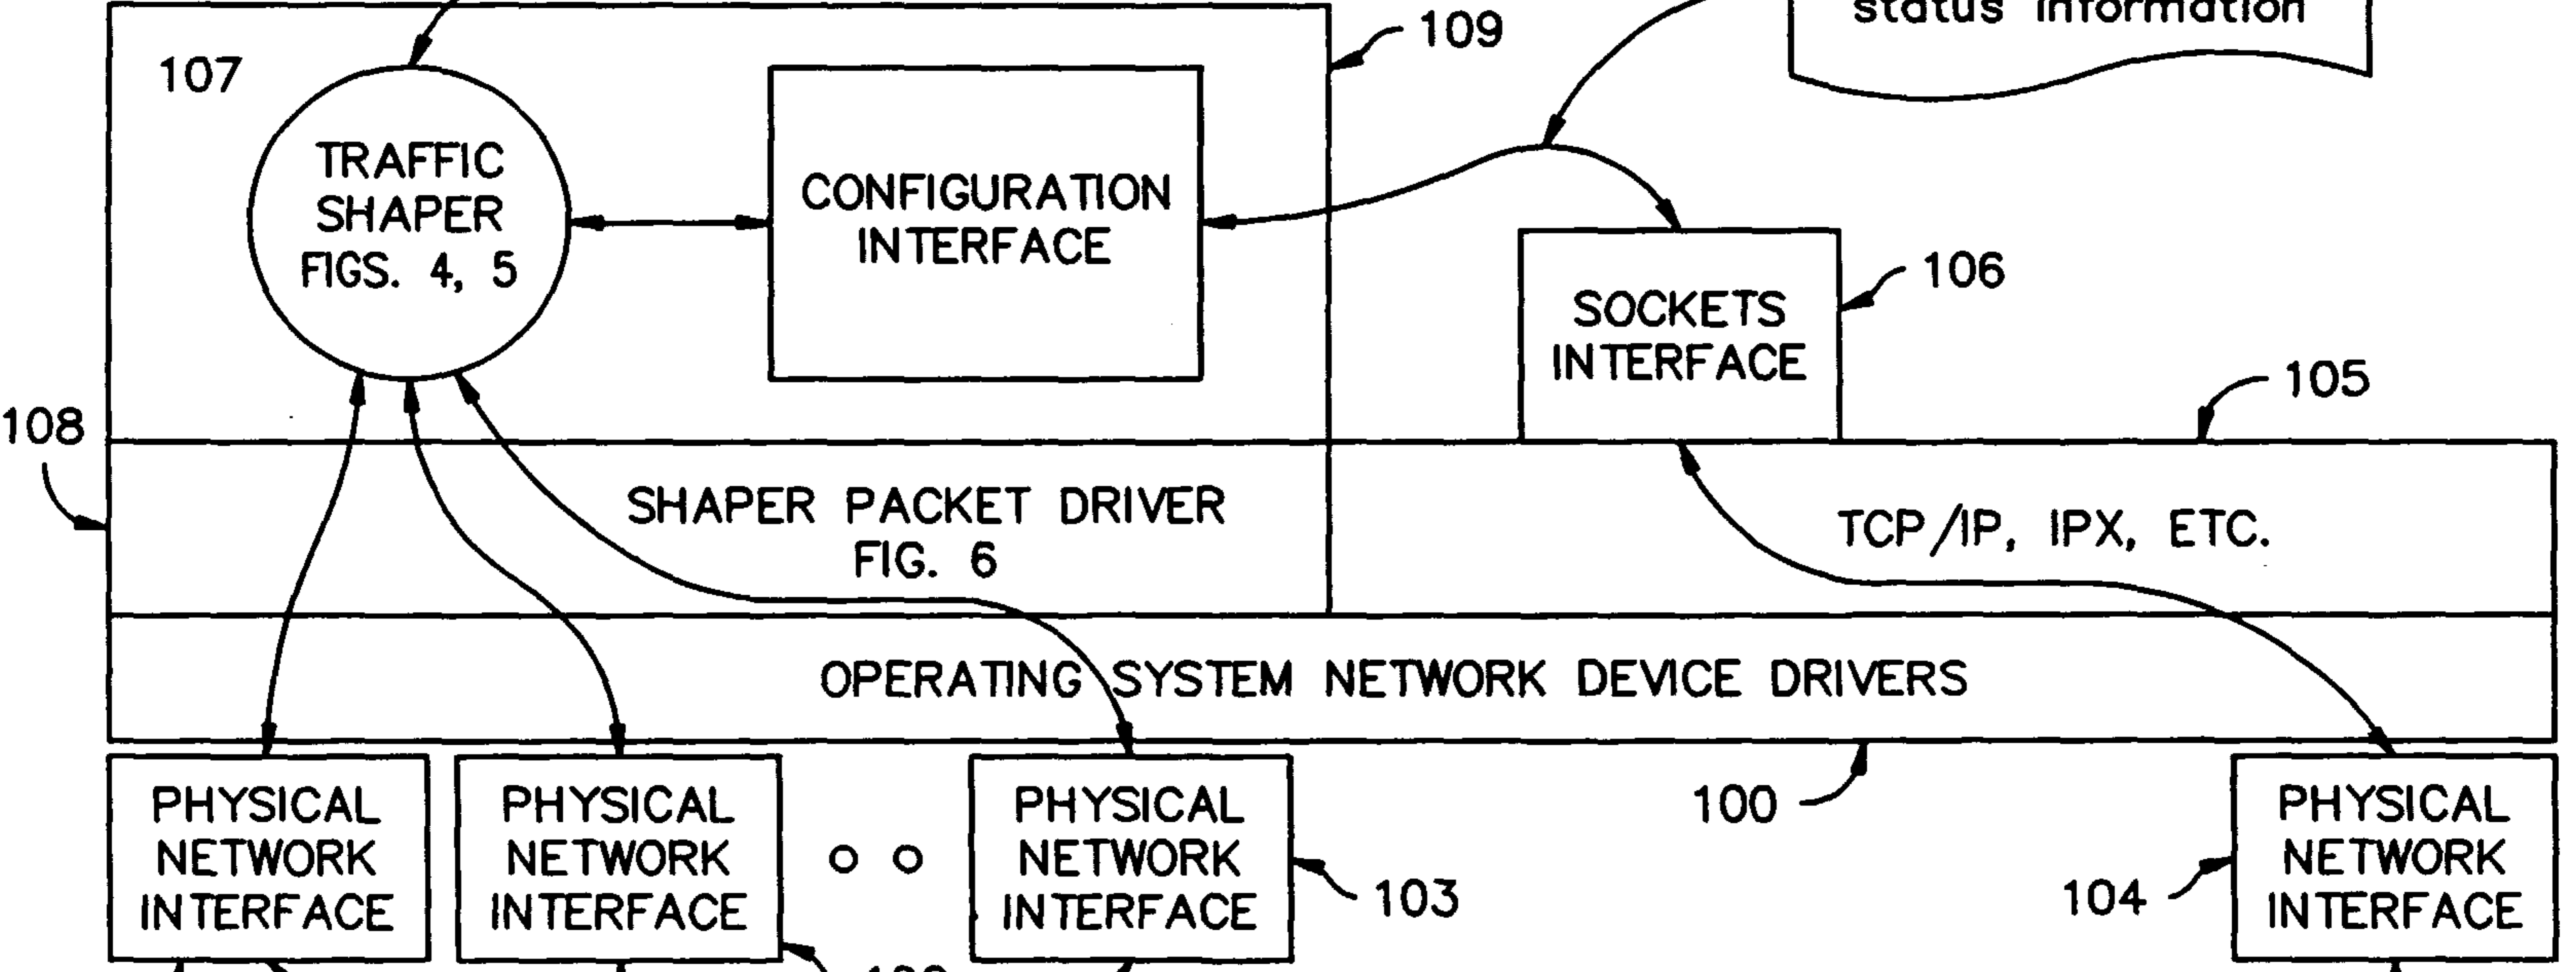 status information
109
107
TRAFFIC
SHAPER
FIGS. 4, 5
CONFIGURATION
INTERFACE
106
SOCKETS
INTERFACE
105
108
SHAPER PACKET DRIVER
FIG. 6
TCP/IP, IPX, ETC.
OPERATING SYSTEM NETWORK DEVICE DRIVERS
PHYSICAL
NETWORK
INTERFACE
PHYSICAL
NETWORK
INTERFACE
PHYSICAL
NETWORK
INTERFACE
103
100
104
PHYSICAL
NETWORK
INTERFACE